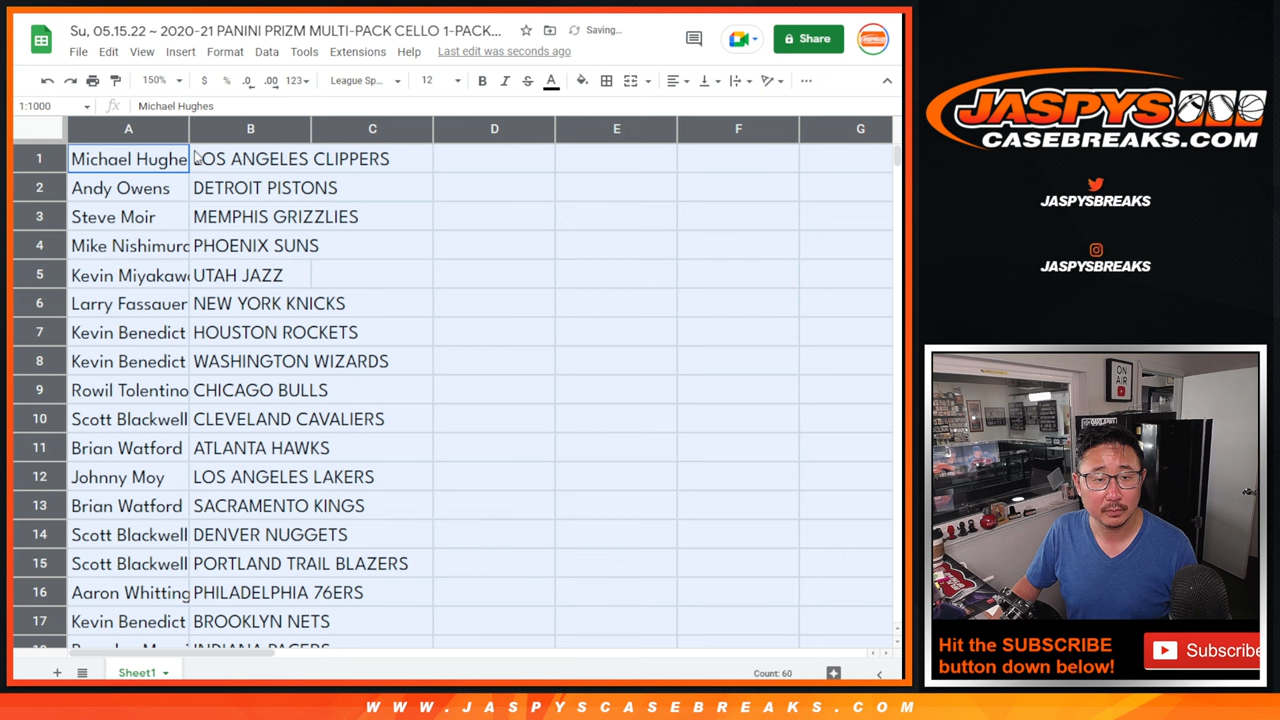 Su, 05.15.22 ~ 2020-21 PANINI PRIZM MULTI-PACK CELLO 1-PACK... Saving...
File Edit View Insert Format Data Tools Extensions Help Last edit was seconds ago
Share
150% $ % .0 .00 123 League Sp... 12 B I S A
1:1000 fx Michael Hughes
A B C D E F G
1 Michael Hughe LOS ANGELES CLIPPERS
2 Andy Owens DETROIT PISTONS
3 Steve Moir MEMPHIS GRIZZLIES
4 Mike Nishimura PHOENIX SUNS
5 Kevin Miyakaw UTAH JAZZ
6 Larry Fassauer NEW YORK KNICKS
7 Kevin Benedict HOUSTON ROCKETS
8 Kevin Benedict WASHINGTON WIZARDS
9 Rowil Tolentino CHICAGO BULLS
10 Scott Blackwell CLEVELAND CAVALIERS
11 Brian Watford ATLANTA HAWKS
12 Johnny Moy LOS ANGELES LAKERS
13 Brian Watford SACRAMENTO KINGS
14 Scott Blackwell DENVER NUGGETS
15 Scott Blackwell PORTLAND TRAIL BLAZERS
16 Aaron Whitting PHILADELPHIA 76ERS
17 Kevin Benedict BROOKLYN NETS
INDIANA PACERS
Sheet1 Count: 60
JASPYS
CASEBREAKS.COM
JASPYSBREAKS
JASPYSBREAKS
ON
AIR
Hit the SUBSCRIBE
button down below!
Subscribe
WWW.JASPYSCASEBREAKS.COM